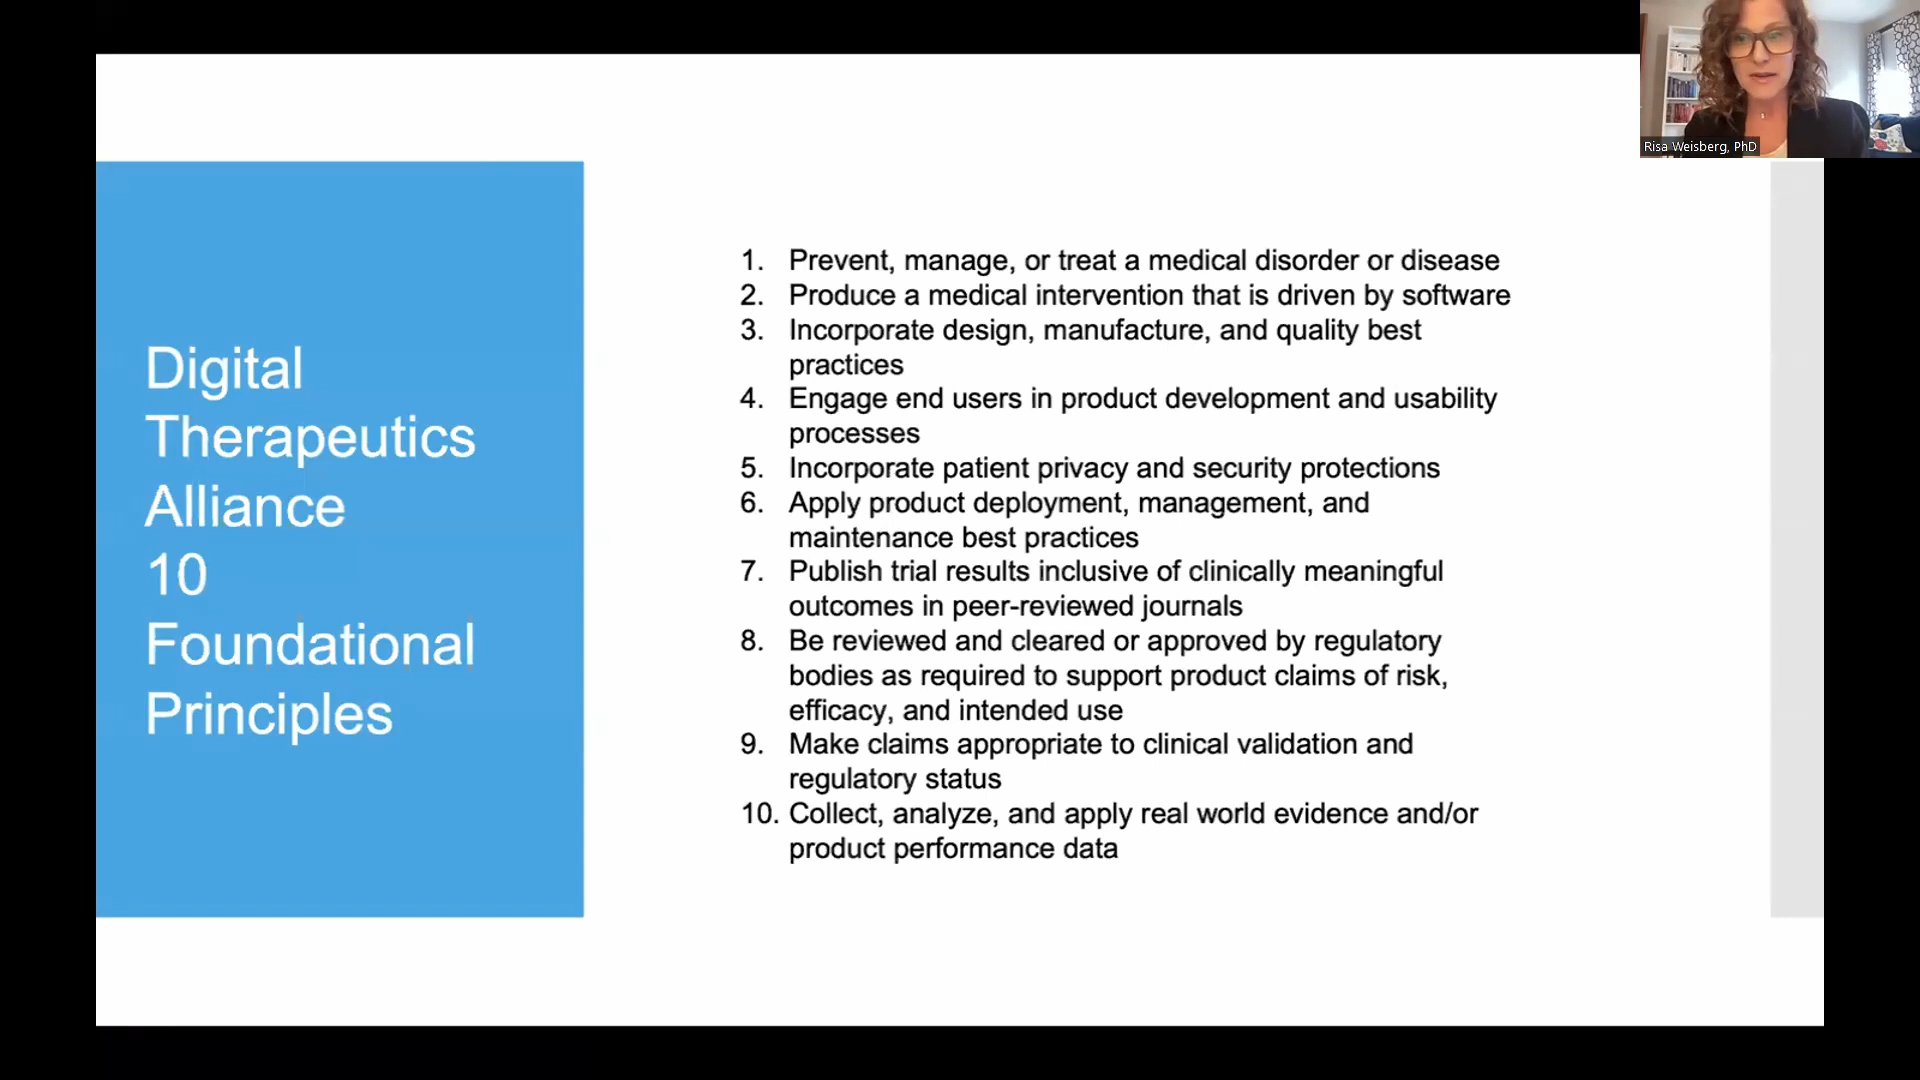 Risa Weisberg, PhD
Digital
Therapeutics
Alliance
10
Foundational
Principles
1. Prevent, manage, or treat a medical disorder or disease
2. Produce a medical intervention that is driven by software
3. Incorporate design, manufacture, and quality best
practices
4. Engage end users in product development and usability
processes
5. Incorporate patient privacy and security protections
6. Apply product deployment, management, and
maintenance best practices
7. Publish trial results inclusive of clinically meaningful
outcomes in peer-reviewed journals
8. Be reviewed and cleared or approved by regulatory
bodies as required to support product claims of risk,
efficacy, and intended use
9. Make claims appropriate to clinical validation and
regulatory status
10. Collect, analyze, and apply real world evidence and/or
product performance data